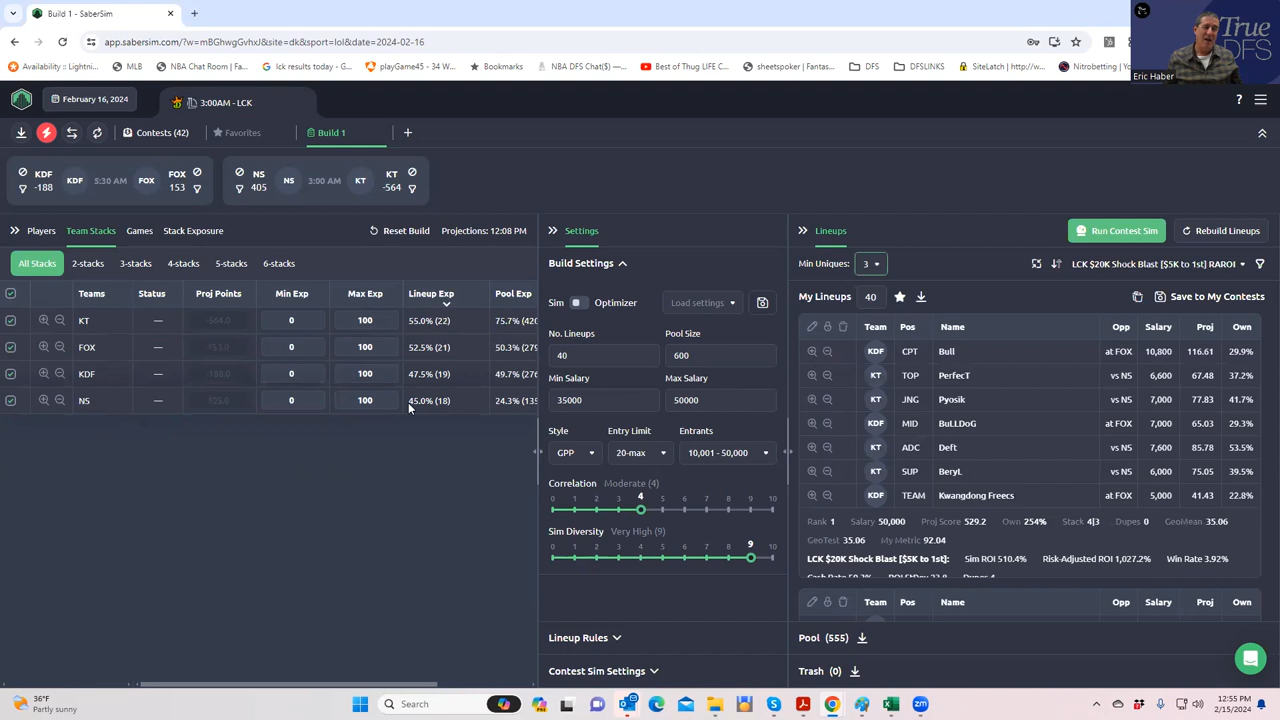 Build 1 - SaberSim
app.sabersim.com/?w=mBGhwgGvhxJ&site=dk&sport=lol&date=2024-02-16
Availability :: Lightni...
MLB
NBA Chat Room | Fa...
Ick results today - G...
playGame45 - 34 W...
Bookmarks
NBA DFS Chat($) —...
Best of Thug LIFE C...
sheetspoker | Fantas...
DFS
DFSLINKS
SiteLatch | http://w...
Nitrobetting | You
True
DFS
Eric Haber
February 16, 2024
3:00AM - LCK
Contests (42)
Favorites
Build 1
KDF
-188
KDF
5:30 AM
FOX
FOX
153
NS
405
NS
3:00 AM
KT
KT
-564
Players
Team Stacks
Games
Stack Exposure
Reset Build
Projections: 12:08 PM
All Stacks
2-stacks
3-stacks
4-stacks
5-stacks
6-stacks
Teams Status Proj Points Min Exp Max Exp Lineup Exp Pool Exp
KT — -564.0 0 100 55.0% (22) 75.7% (420
FOX — 0 100 52.5% (21) 50.3% (279
KDF — -188.0 0 100 47.5% (19) 49.7% (276
NS — 0 100 45.0% (18) 24.3% (135
Settings
Build Settings
Sim Optimizer
Load settings
No. Lineups
Pool Size
40
600
Min Salary
Max Salary
35000
50000
Style
Entry Limit
Entrants
GPP
20-max
10,001 - 50,000
Correlation Moderate (4)
4
0 1 2 3 4 5 6 7 8 9 10
Sim Diversity Very High (9)
9
0 1 2 3 4 5 6 7 8 9 10
Lineup Rules
Contest Sim Settings
Lineups
Run Contest Sim
Rebuild Lineups
Min Uniques: 3
LCK $20K Shock Blast [$5K to 1st] RAROI
My Lineups 40
Save to My Contests
Team Pos Name Opp Salary Proj Own
KDF CPT Bull at FOX 10,800 116.61 29.9%
KT TOP PerfecT vs NS 6,600 67.48 37.2%
KT JNG Pyosik vs NS 7,000 77.83 41.7%
KDF MID BuLLDoG at FOX 7,000 65.03 29.3%
KT ADC Deft vs NS 7,600 85.78 53.5%
KT SUP BeryL vs NS 6,000 75.05 39.5%
KDF TEAM Kwangdong Freecs at FOX 5,000 41.43 22.8%
Rank 1 Salary 50,000 Proj Score 529.2 Own 254% Stack 4|3 Dupes 0 GeoMean 35.06
GeoTest 35.06 My Metric 92.04
LCK $20K Shock Blast [$5K to 1st]: Sim ROI 510.4% Risk-Adjusted ROI 1,027.2% Win Rate 3.92%
Team Pos Name Opp Salary Proj Own
Pool (555)
Trash (0)
36°F
Partly sunny
Search
12:55 PM
2/15/2024